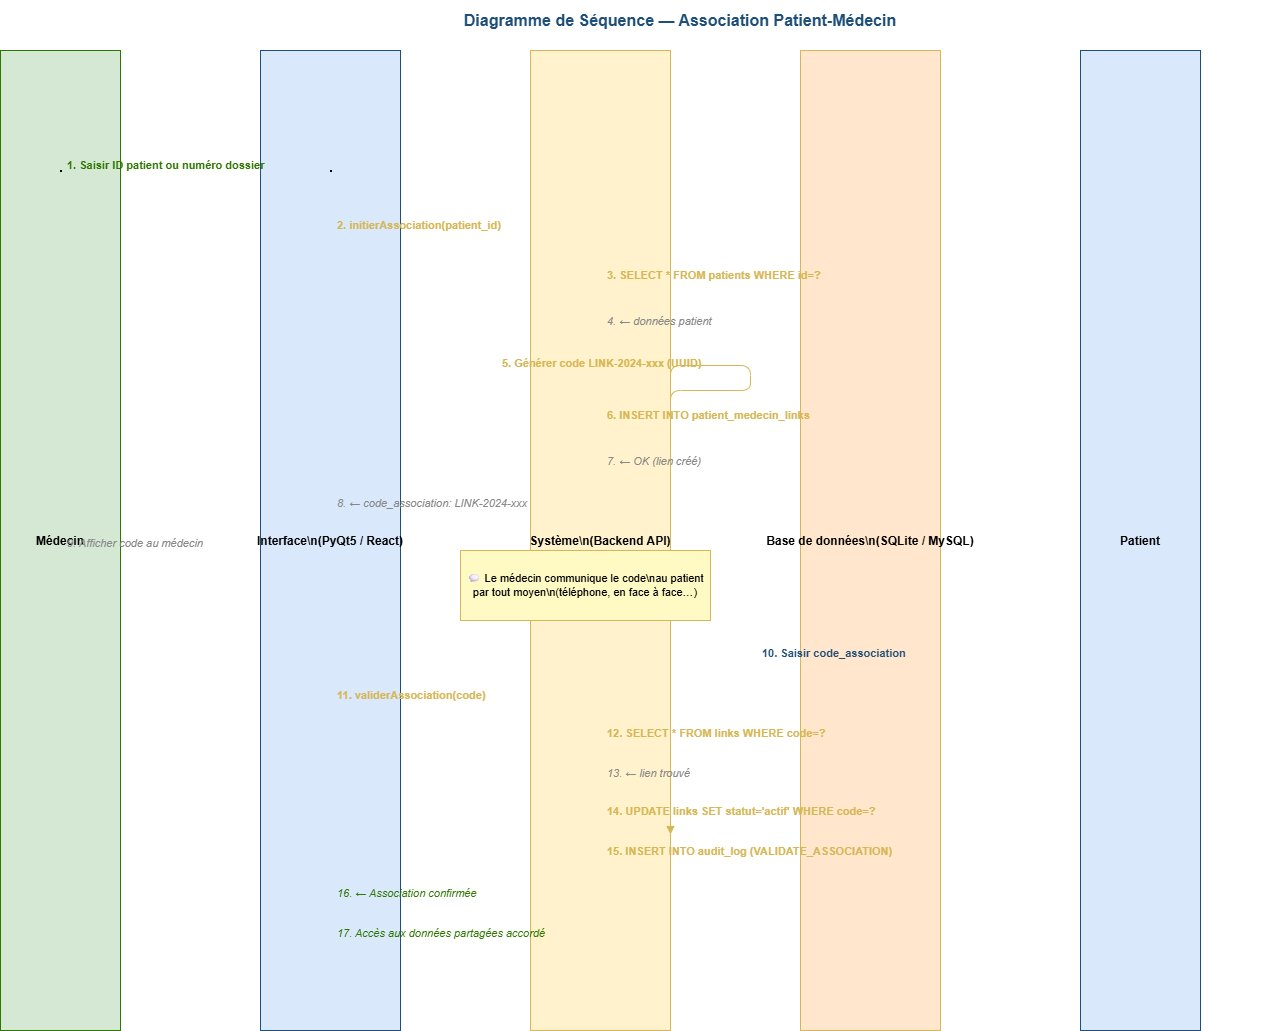 Diagramme de Séquence — Association Patient-Médecin
1. Saisir ID patient ou numéro dossier
2. initierAssociation(patient_id)
3. SELECT * FROM patients WHERE id=?
4. ← données patient
5. Générer code LINK-2024-xxx (UUID)
6. INSERT INTO patient_medecin_links
7. ← OK (lien créé)
8. ← code_association: LINK-2024-xxx
Médecin
9. Afficher code au médecin
Interface\n(PyQt5 / React)
Système\n(Backend API)
Base de données\n(SQLite / MySQL)
Patient
💬 Le médecin communique le code\nau patient
par tout moyen\n(téléphone, en face à face...)
10. Saisir code_association
11. validerAssociation(code)
12. SELECT * FROM links WHERE code=?
13. ← lien trouvé
14. UPDATE links SET statut='actif' WHERE code=?
15. INSERT INTO audit_log (VALIDATE_ASSOCIATION)
16. ← Association confirmée
17. Accès aux données partagées accordé